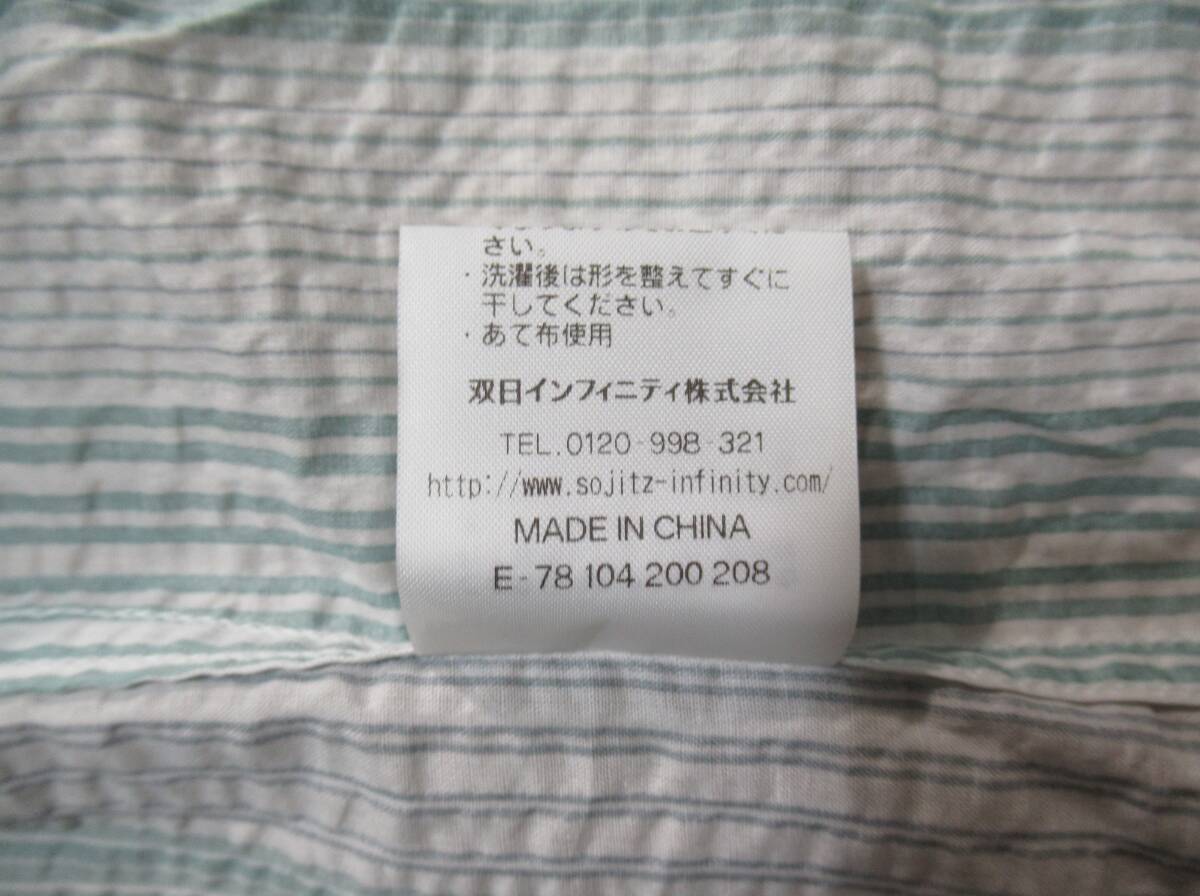 さい。
・洗濯後は形を整えてすぐに
干してください。
・あて布使用
双日インフィニティ株式会社
TEL.0120-998-321
http://www.sojitz-infinity.com/
MADE IN CHINA
E-78 104 200 208